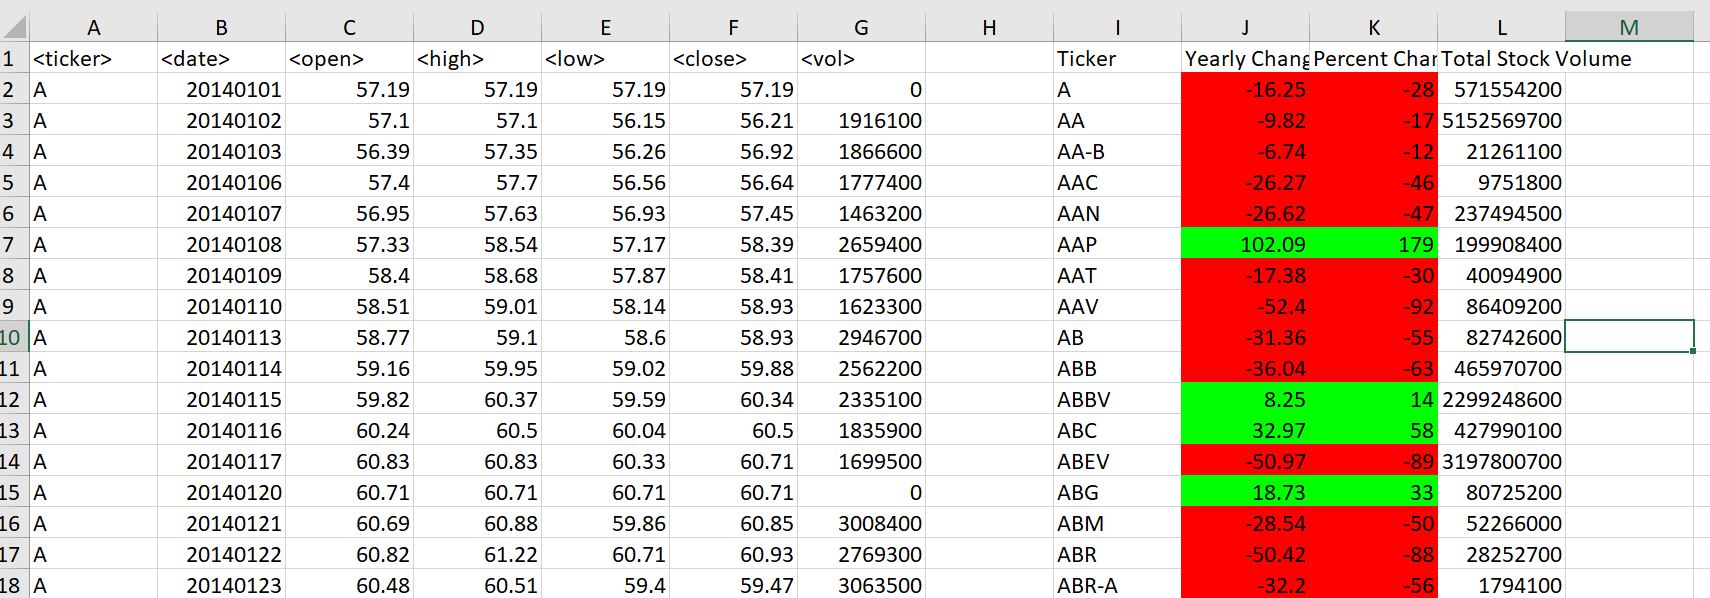 A B C D E F G H I J K L M
1 <ticker> <date> <open> <high> <low> <close> <vol> Ticker Yearly Chang Percent Char Total Stock Volume
2 A 20140101 57.19 57.19 57.19 57.19 0 A -16.25 -28 571554200
3 A 20140102 57.1 57.1 56.15 56.21 1916100 AA -9.82 -17 5152569700
4 A 20140103 56.39 57.35 56.26 56.92 1866600 AA-B -6.74 -12 21261100
5 A 20140106 57.4 57.7 56.56 56.64 1777400 AAC -26.27 -46 9751800
6 A 20140107 56.95 57.63 56.93 57.45 1463200 AAN -26.62 -47 237494500
7 A 20140108 57.33 58.54 57.17 58.39 2659400 AAP 102.09 179 199908400
8 A 20140109 58.4 58.68 57.87 58.41 1757600 AAT -17.38 -30 40094900
9 A 20140110 58.51 59.01 58.14 58.93 1623300 AAV -52.4 -92 86409200
10 A 20140113 58.77 59.1 58.6 58.93 2946700 AB -31.36 -55 82742600
11 A 20140114 59.16 59.95 59.02 59.88 2562200 ABB -36.04 -63 465970700
12 A 20140115 59.82 60.37 59.59 60.34 2335100 ABBV 8.25 14 2299248600
13 A 20140116 60.24 60.5 60.04 60.5 1835900 ABC 32.97 58 427990100
14 A 20140117 60.83 60.83 60.33 60.71 1699500 ABEV -50.97 -89 3197800700
15 A 20140120 60.71 60.71 60.71 60.71 0 ABG 18.73 33 80725200
16 A 20140121 60.69 60.88 59.86 60.85 3008400 ABM -28.54 -50 52266000
17 A 20140122 60.82 61.22 60.71 60.93 2769300 ABR -50.42 -88 28252700
18 A 20140123 60.48 60.51 59.4 59.47 3063500 ABR-A -32.2 -56 1794100